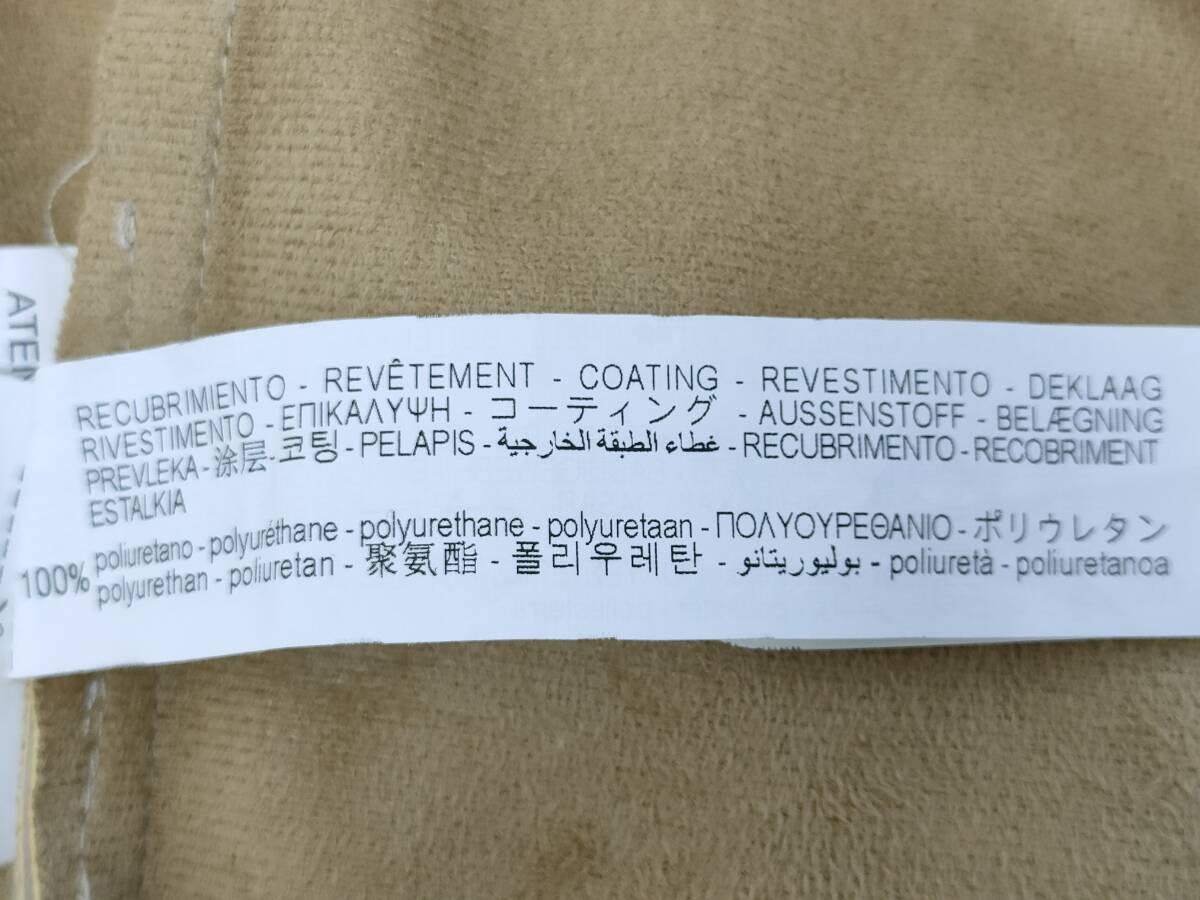 RECUBRIMIENTO - REVÊTEMENT - COATING - REVESTIMENTO - DEKLAAG
RIVESTIMENTO - ΕΠΙΚΑΛΥΨΗ - コーティング - AUSSENSTOFF - BELÆGNING
PREVLEKA - 涂层 - 코팅 - PELAPIS - غطاء الطبقة الخارجية - RECUBRIMENTO - RECOBRIMENT
ESTALKIA
100% poliuretano - polyuréthane - polyurethane - polyuretaan - ΠΟΛΥΟΥΡΕΘΑΝΙΟ - ポリウレタン
polyurethan - poliuretan - 聚氨酯 - 폴리우레탄 - بوليوريتانو - poliuretà - poliuretanoa